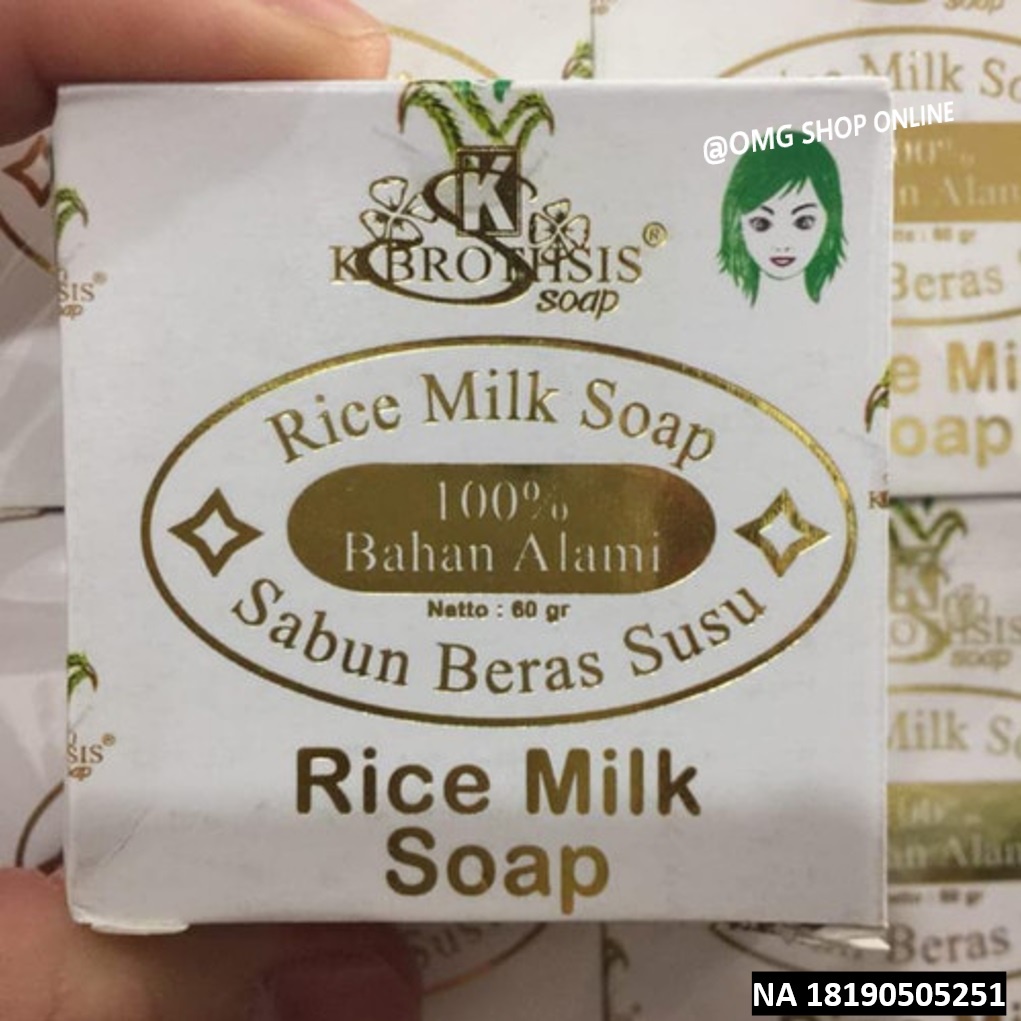 @OMG SHOP ONLINE
K
K BROTHSIS®
soap
Rice Milk Soap
100%
Bahan Alami
Netto : 60 gr
Sabun Beras Susu
Rice Milk
Soap
NA 18190505251